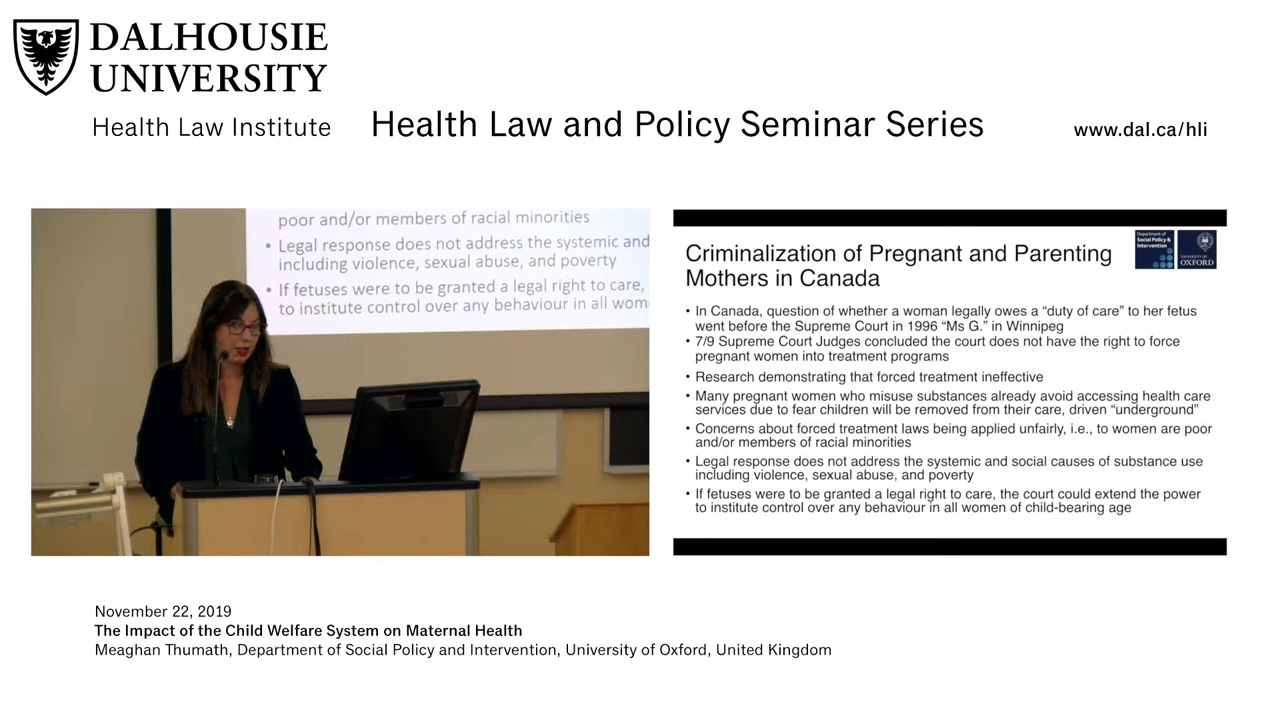 DALHOUSIE
UNIVERSITY
Health Law Institute
Health Law and Policy Seminar Series
www.dal.ca/hli
poor and/or members of racial minorities
• Legal response does not address the systemic and
including violence, sexual abuse, and poverty
• If fetuses were to be granted a legal right to care,
to institute control over any behaviour in all wom
Criminalization of Pregnant and Parenting
Mothers in Canada
Department of
Social Policy &
Intervention
UNIVERSITY OF
OXFORD
• In Canada, question of whether a woman legally owes a “duty of care” to her fetus
went before the Supreme Court in 1996 “Ms G.” in Winnipeg
• 7/9 Supreme Court Judges concluded the court does not have the right to force
pregnant women into treatment programs
• Research demonstrating that forced treatment ineffective
• Many pregnant women who misuse substances already avoid accessing health care
services due to fear children will be removed from their care, driven “underground”
• Concerns about forced treatment laws being applied unfairly, i.e., to women are poor
and/or members of racial minorities
• Legal response does not address the systemic and social causes of substance use
including violence, sexual abuse, and poverty
• If fetuses were to be granted a legal right to care, the court could extend the power
to institute control over any behaviour in all women of child-bearing age
November 22, 2019
The Impact of the Child Welfare System on Maternal Health
Meaghan Thumath, Department of Social Policy and Intervention, University of Oxford, United Kingdom